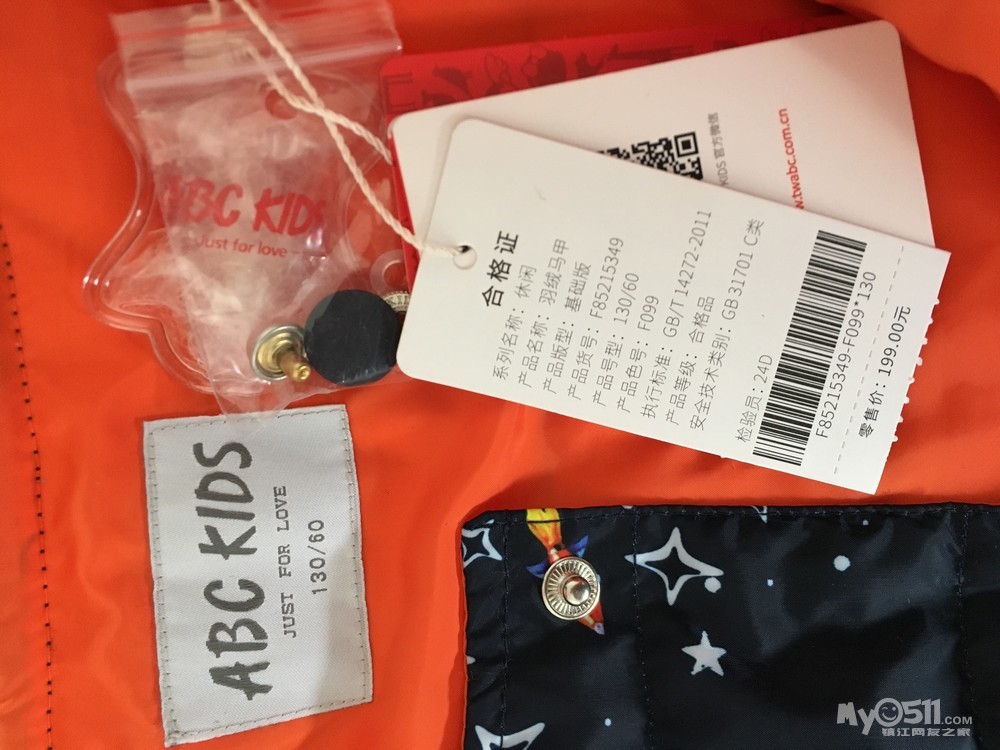 ABC KIDS
Just for love
KIDS 官方微信
w.twabc.com.cn
合格证
系列名称：休闲
产品名称：羽绒马甲
产品版型：基础版
产品货号：F85215349
产品号型：130/60
产品色号：F099
执行标准：GB/T 14272-2011
产品等级：合格品
安全技术类别：GB 31701 C类
检验员：24D
F85215349-F099*130
零售价：199.00元
ABC KIDS
JUST FOR LOVE
130/60
My0511.com
镇江网友之家